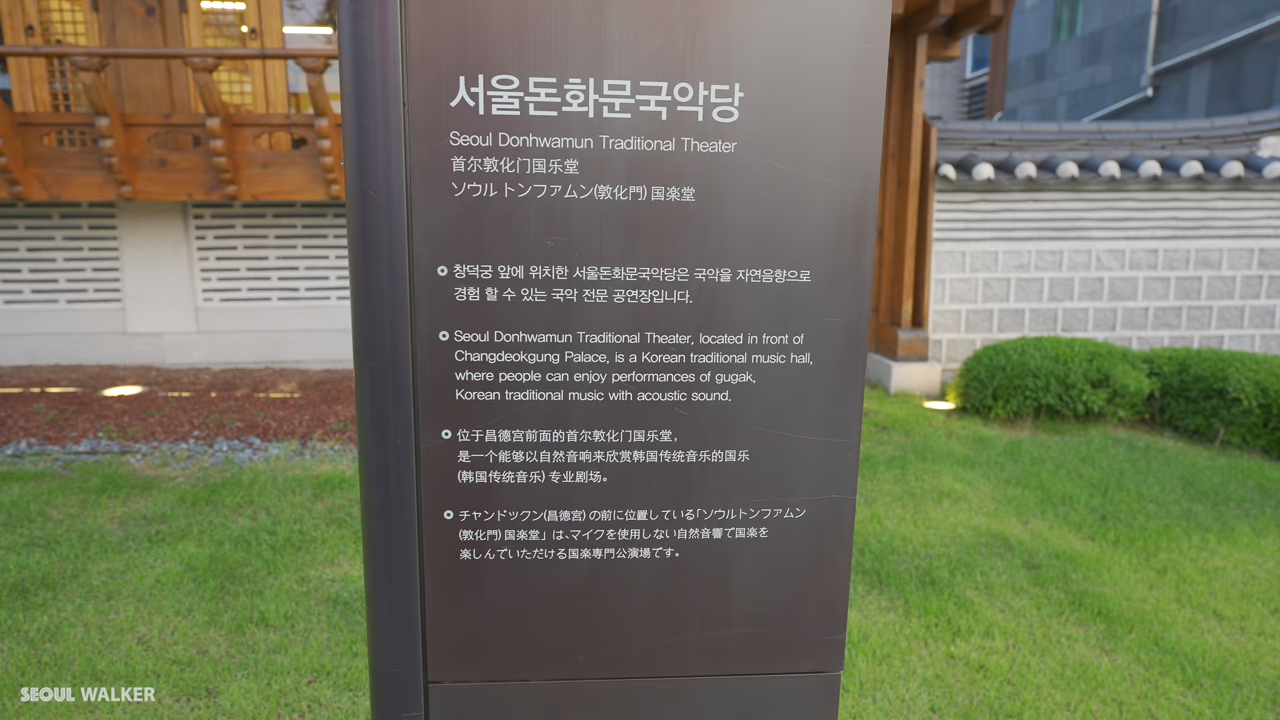 서울돈화문국악당
Seoul Donhwamun Traditional Theater
首尔敦化门国乐堂
ソウル トンファムン(敦化門) 国楽堂
창덕궁 앞에 위치한 서울돈화문국악당은 국악을 자연음향으로
경험 할 수 있는 국악 전문 공연장입니다.
Seoul Donhwamun Traditional Theater, located in front of
Changdeokgung Palace, is a Korean traditional music hall,
where people can enjoy performances of gugak,
Korean traditional music with acoustic sound.
位于昌德宫前面的首尔敦化门国乐堂,
是一个能够以自然音响来欣赏韩国传统音乐的国乐
(韩国传统音乐) 专业剧场。
チャンドックン(昌徳宮) の前に位置している「ソウルトンファムン
(敦化門) 国楽堂」 は、マイクを使用しない自然音響で国楽を
楽しんでいただける国楽専門公演場です。
SEOUL WALKER